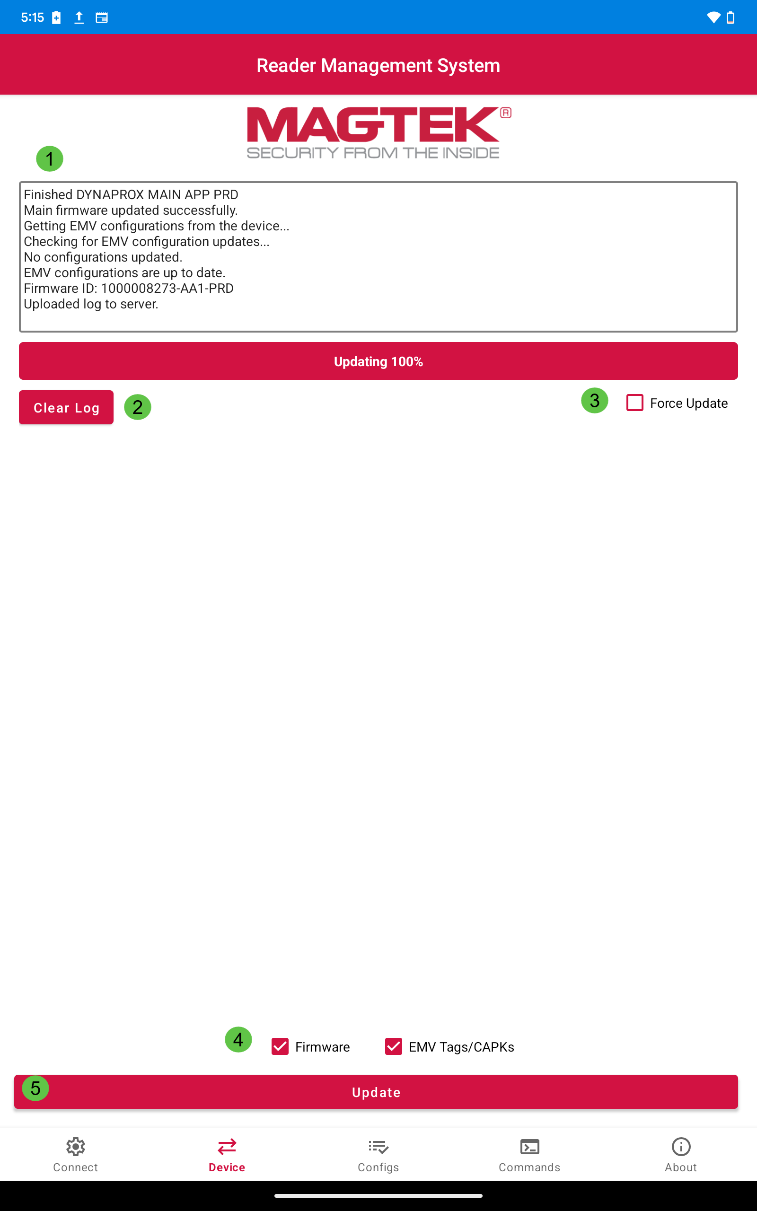 5:15
Reader Management System
MAGTEK®
SECURITY FROM THE INSIDE
1
Finished DYNAPROX MAIN APP PRD
Main firmware updated successfully.
Getting EMV configurations from the device...
Checking for EMV configuration updates...
No configurations updated.
EMV configurations are up to date.
Firmware ID: 1000008273-AA1-PRD
Uploaded log to server.
Updating 100%
Clear Log
2
3
Force Update
4
Firmware
EMV Tags/CAPKs
5
Update
Connect
Device
Configs
Commands
About